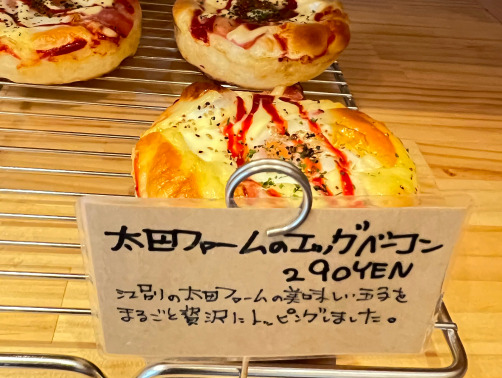 太田ファームのエッグベーコン
290YEN
江別の太田ファームの美味しい玉子を
まるごと贅沢にトッピングしました。